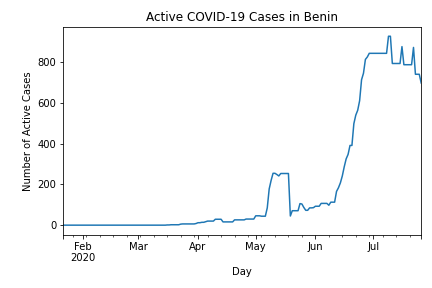 Active COVID-19 Cases in Benin
Number of Active Cases
800
600
400
200
0
Feb
2020
Mar
Apr
May
Jun
Jul
Day